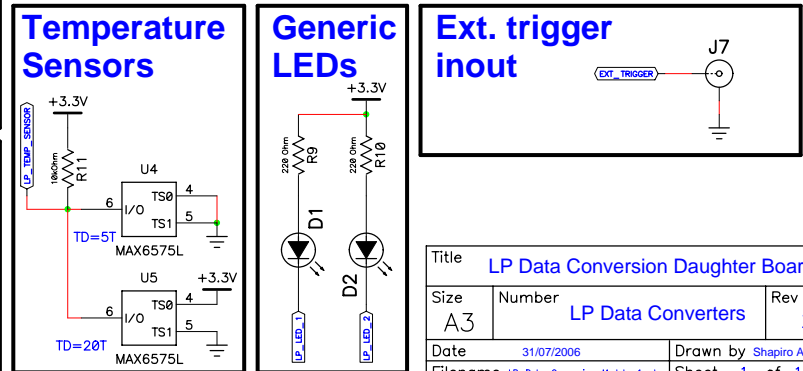 Temperature
Sensors
+3.3V
LP_TEMP_SENSOR
10kOhm
R11
U4
TS0 4
6 I/O
TS1 5
TD=5T
MAX6575L
U5
+3.3V
TS0 4
6 I/O
TS1 5
TD=20T
MAX6575L
Generic
LEDs
+3.3V
220 Ohm
R9
220 Ohm
R10
D1
D2
LP_LED_1
LP_LED_2
Ext. trigger
inout
EXT_TRIGGER
J7
Title
LP Data Conversion Daughter Boar
Size
A3
Number
LP Data Converters
Rev
Date 31/07/2006
Drawn by Shapiro A
Sheet 1 of 1